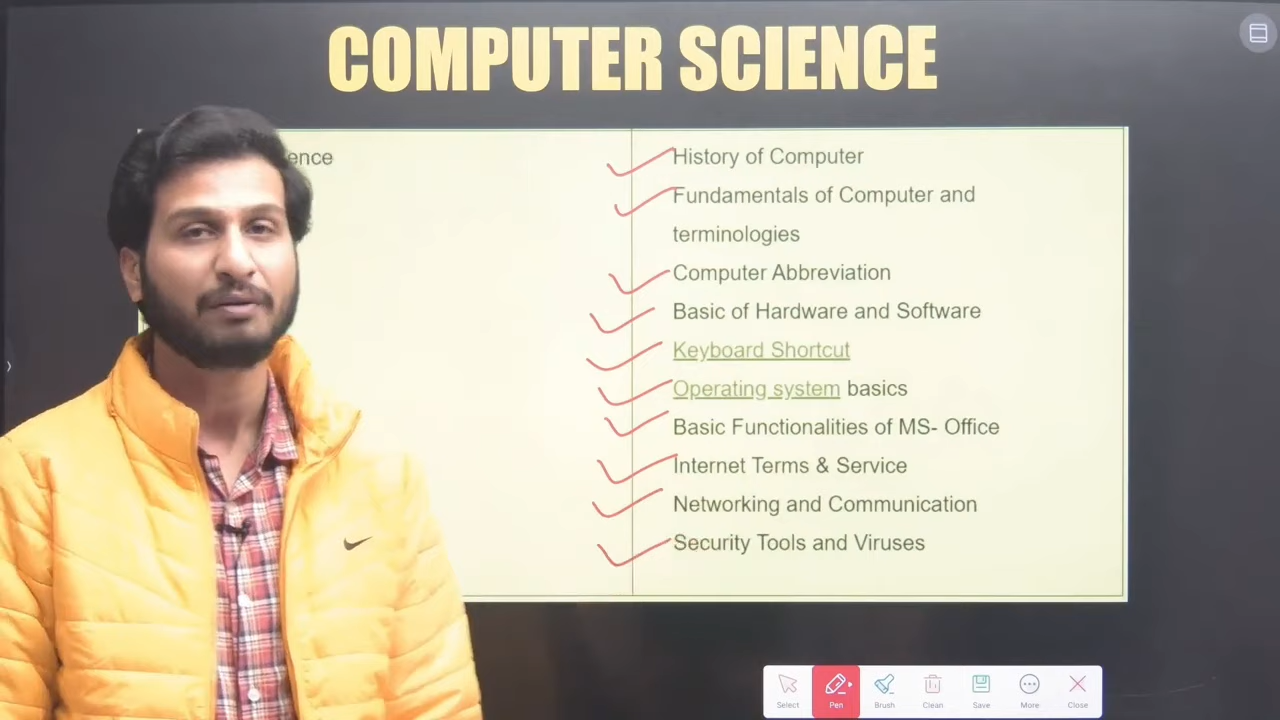 COMPUTER SCIENCE
ence
History of Computer
Fundamentals of Computer and
terminologies
Computer Abbreviation
Basic of Hardware and Software
Keyboard Shortcut
Operating system basics
Basic Functionalities of MS- Office
Internet Terms & Service
Networking and Communication
Security Tools and Viruses
Select Pen Brush Clean Save More Close